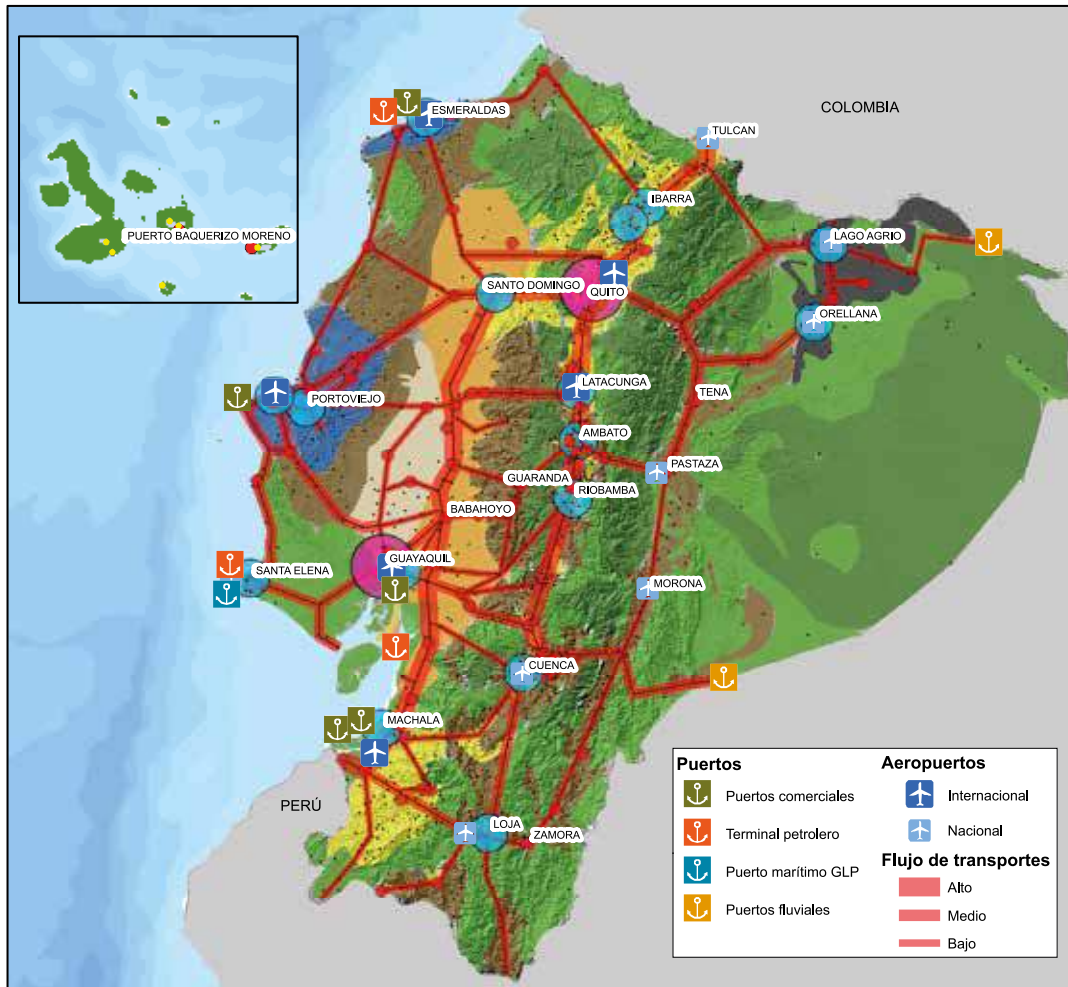 COLOMBIA
ESMERALDAS
TULCAN
IBARRA
PUERTO BAQUERIZO MORENO
LAGO AGRIO
SANTO DOMINGO
QUITO
ORELLANA
LATACUNGA
TENA
PORTOVIEJO
AMBATO
PASTAZA
GUARANDA
RIOBAMBA
BABAHOYO
GUAYAQUIL
SANTA ELENA
MORONA
CUENCA
MACHALA
PERÚ
LOJA
ZAMORA
Puertos
Puertos comerciales
Terminal petrolero
Puerto marítimo GLP
Puertos fluviales
Aeropuertos
Internacional
Nacional
Flujo de transportes
Alto
Medio
Bajo